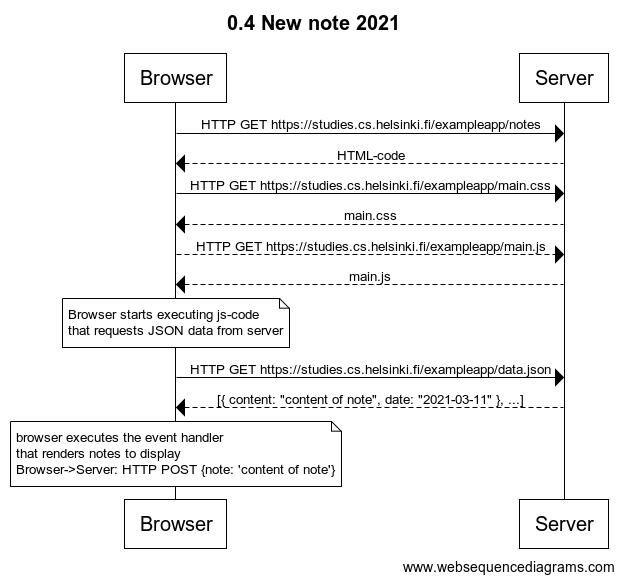 0.4 New note 2021
Browser
Server
HTTP GET https://studies.cs.helsinki.fi/exampleapp/notes
HTML-code
HTTP GET https://studies.cs.helsinki.fi/exampleapp/main.css
main.css
HTTP GET https://studies.cs.helsinki.fi/exampleapp/main.js
main.js
Browser starts executing js-code
that requests JSON data from server
HTTP GET https://studies.cs.helsinki.fi/exampleapp/data.json
[{ content: "content of note", date: "2021-03-11" }, ...]
browser executes the event handler
that renders notes to display
Browser->Server: HTTP POST {note: 'content of note'}
Browser
Server
www.websequencediagrams.com